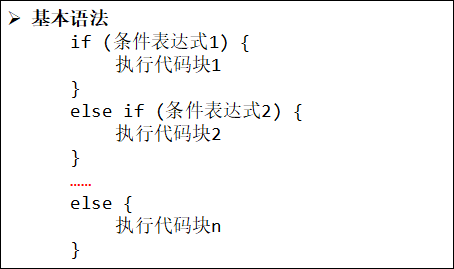 ➢ 基本语法
if (条件表达式1) {
执行代码块1
}
else if (条件表达式2) {
执行代码块2
}
……
else {
执行代码块n
}